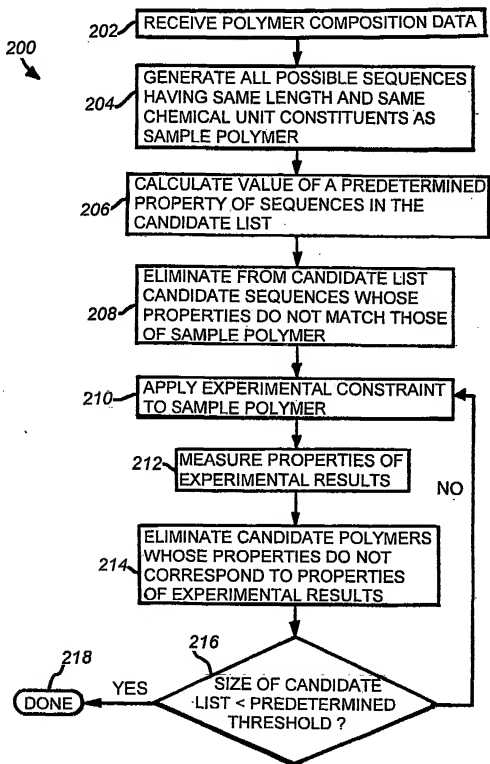 200
202
RECEIVE POLYMER COMPOSITION DATA
204
GENERATE ALL POSSIBLE SEQUENCES
HAVING SAME LENGTH AND SAME
CHEMICAL UNIT CONSTITUENTS AS
SAMPLE POLYMER
206
CALCULATE VALUE OF A PREDETERMINED
PROPERTY OF SEQUENCES IN THE
CANDIDATE LIST
208
ELIMINATE FROM CANDIDATE LIST
CANDIDATE SEQUENCES WHOSE
PROPERTIES DO NOT MATCH THOSE
OF SAMPLE POLYMER
210
APPLY EXPERIMENTAL CONSTRAINT
TO SAMPLE POLYMER
212
MEASURE PROPERTIES OF
EXPERIMENTAL RESULTS
NO
214
ELIMINATE CANDIDATE POLYMERS
WHOSE PROPERTIES DO NOT
CORRESPOND TO PROPERTIES
OF EXPERIMENTAL RESULTS
216
SIZE OF CANDIDATE
LIST < PREDETERMINED
THRESHOLD ?
YES
218
DONE